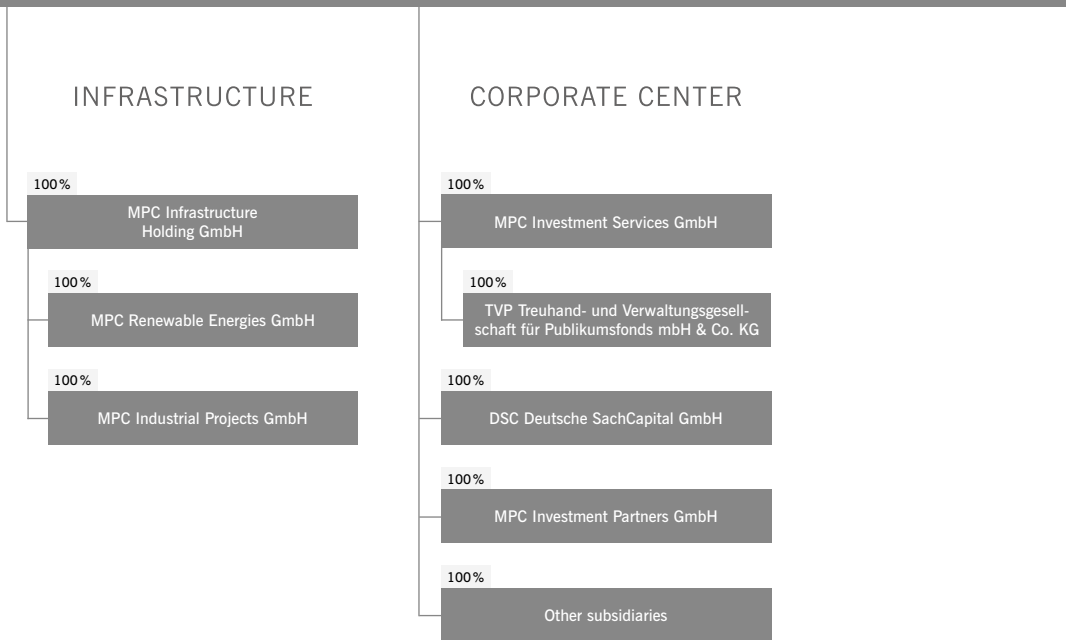 INFRASTRUCTURE
100%
MPC Infrastructure
Holding GmbH
100%
MPC Renewable Energies GmbH
100%
MPC Industrial Projects GmbH
CORPORATE CENTER
100%
MPC Investment Services GmbH
100%
TVP Treuhand- und Verwaltungsgesell-
schaft für Publikumsfonds mbH & Co. KG
100%
DSC Deutsche SachCapital GmbH
100%
MPC Investment Partners GmbH
100%
Other subsidiaries